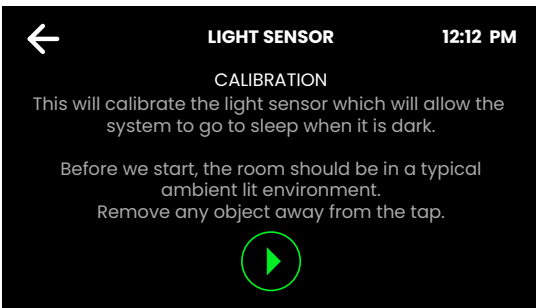 LIGHT SENSOR 12:12 PM
CALIBRATION
This will calibrate the light sensor which will allow the
system to go to sleep when it is dark.
Before we start, the room should be in a typical
ambient lit environment.
Remove any object away from the tap.